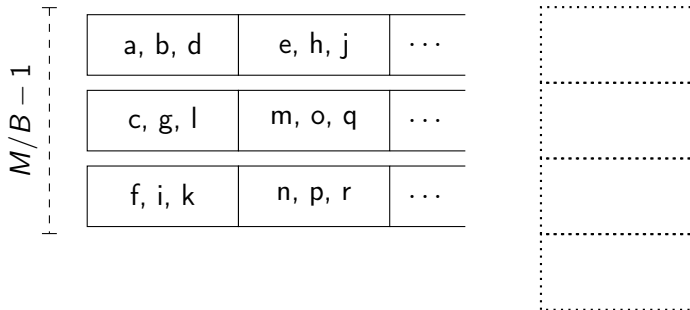 a, b, d e, h, j ···
c, g, l m, o, q ···
f, i, k n, p, r ···
M/B − 1